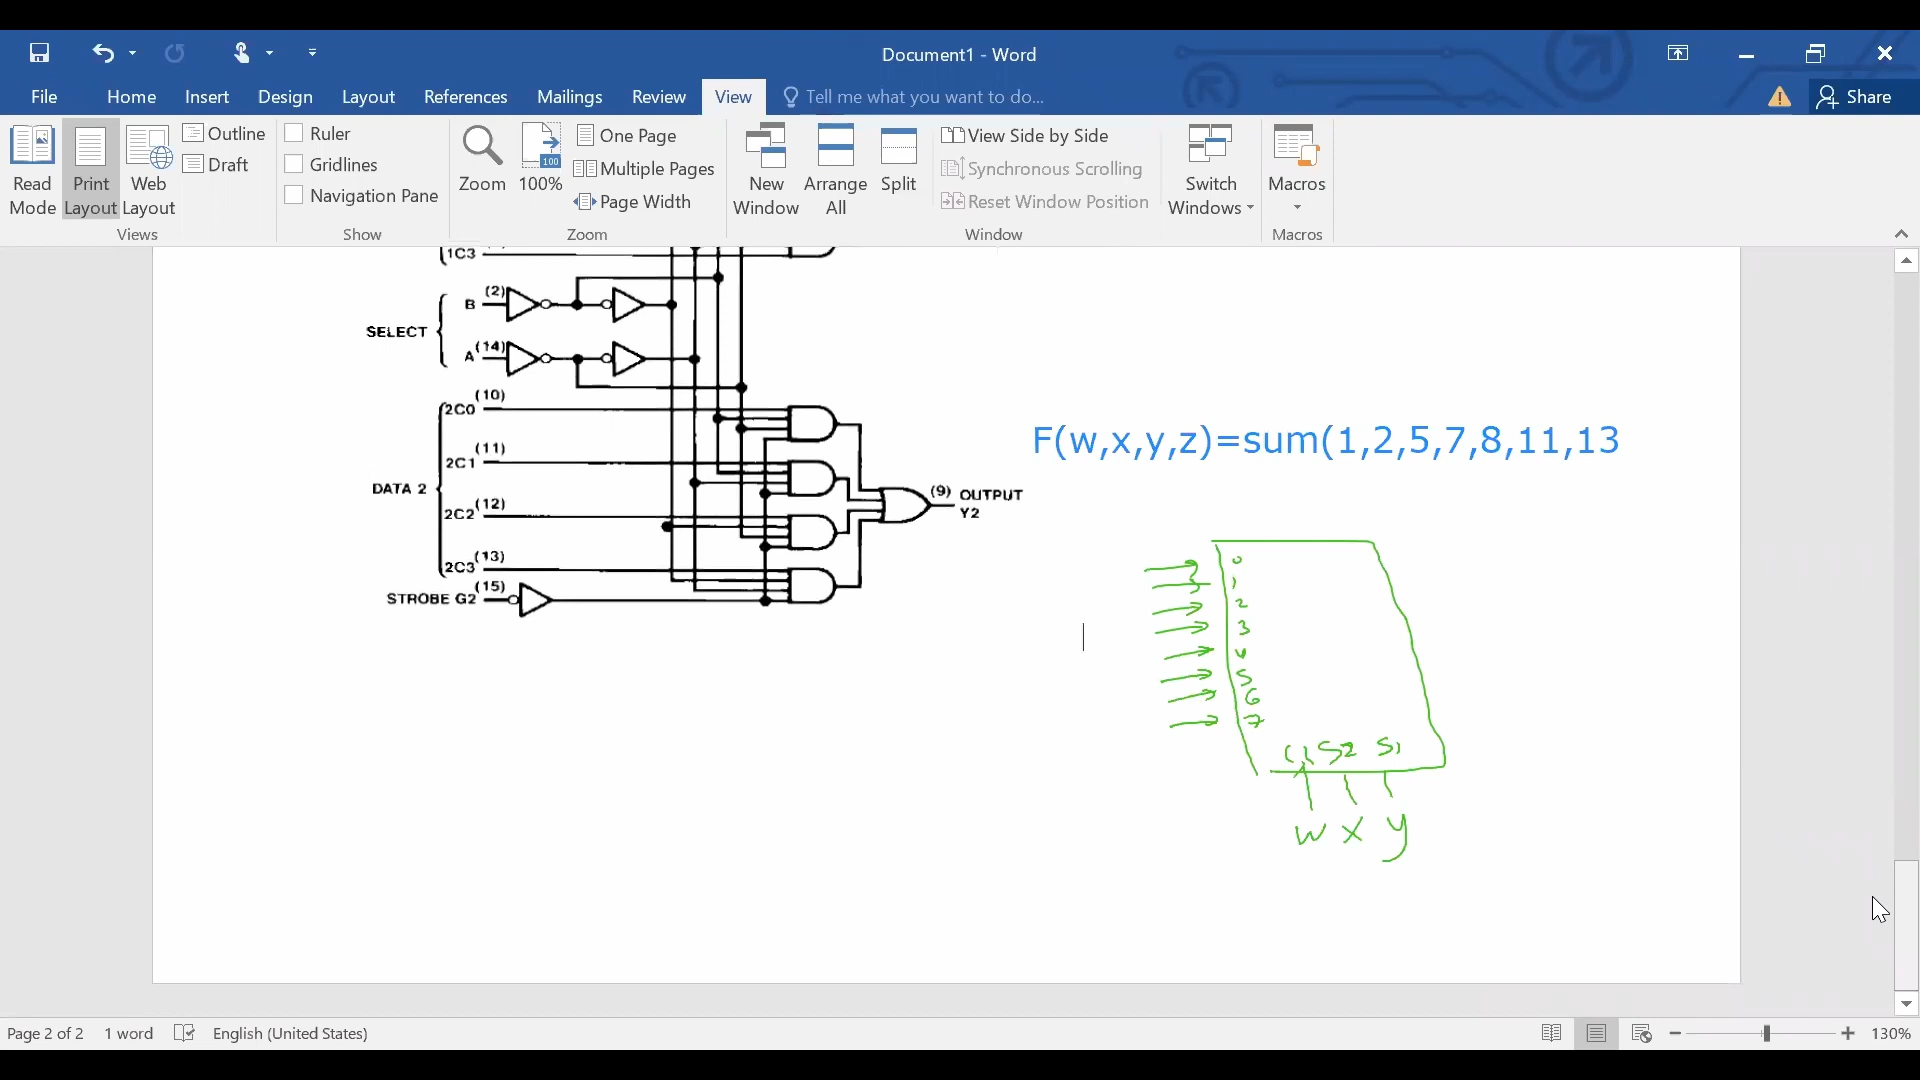 Document1 - Word
File Home Insert Design Layout References Mailings Review View Tell me what you want to do... Share
Read Mode
Print Layout
Web Layout
Outline
Draft
Views
Ruler
Gridlines
Navigation Pane
Show
Zoom
100
100%
One Page
Multiple Pages
Page Width
Zoom
New Window
Arrange All
Split
View Side by Side
Synchronous Scrolling
Reset Window Position
Window
Switch Windows
Macros
Macros
1C3
SELECT
B (2)
A (14)
DATA 2
2C0 (10)
2C1 (11)
2C2 (12)
2C3 (13)
STROBE G2 (15)
(9) OUTPUT
Y2
F(w,x,y,z)=sum(1,2,5,7,8,11,13
0
1
2
3
4
5
6
7
S2 S1
w x y
Page 2 of 2 1 word English (United States) 130%